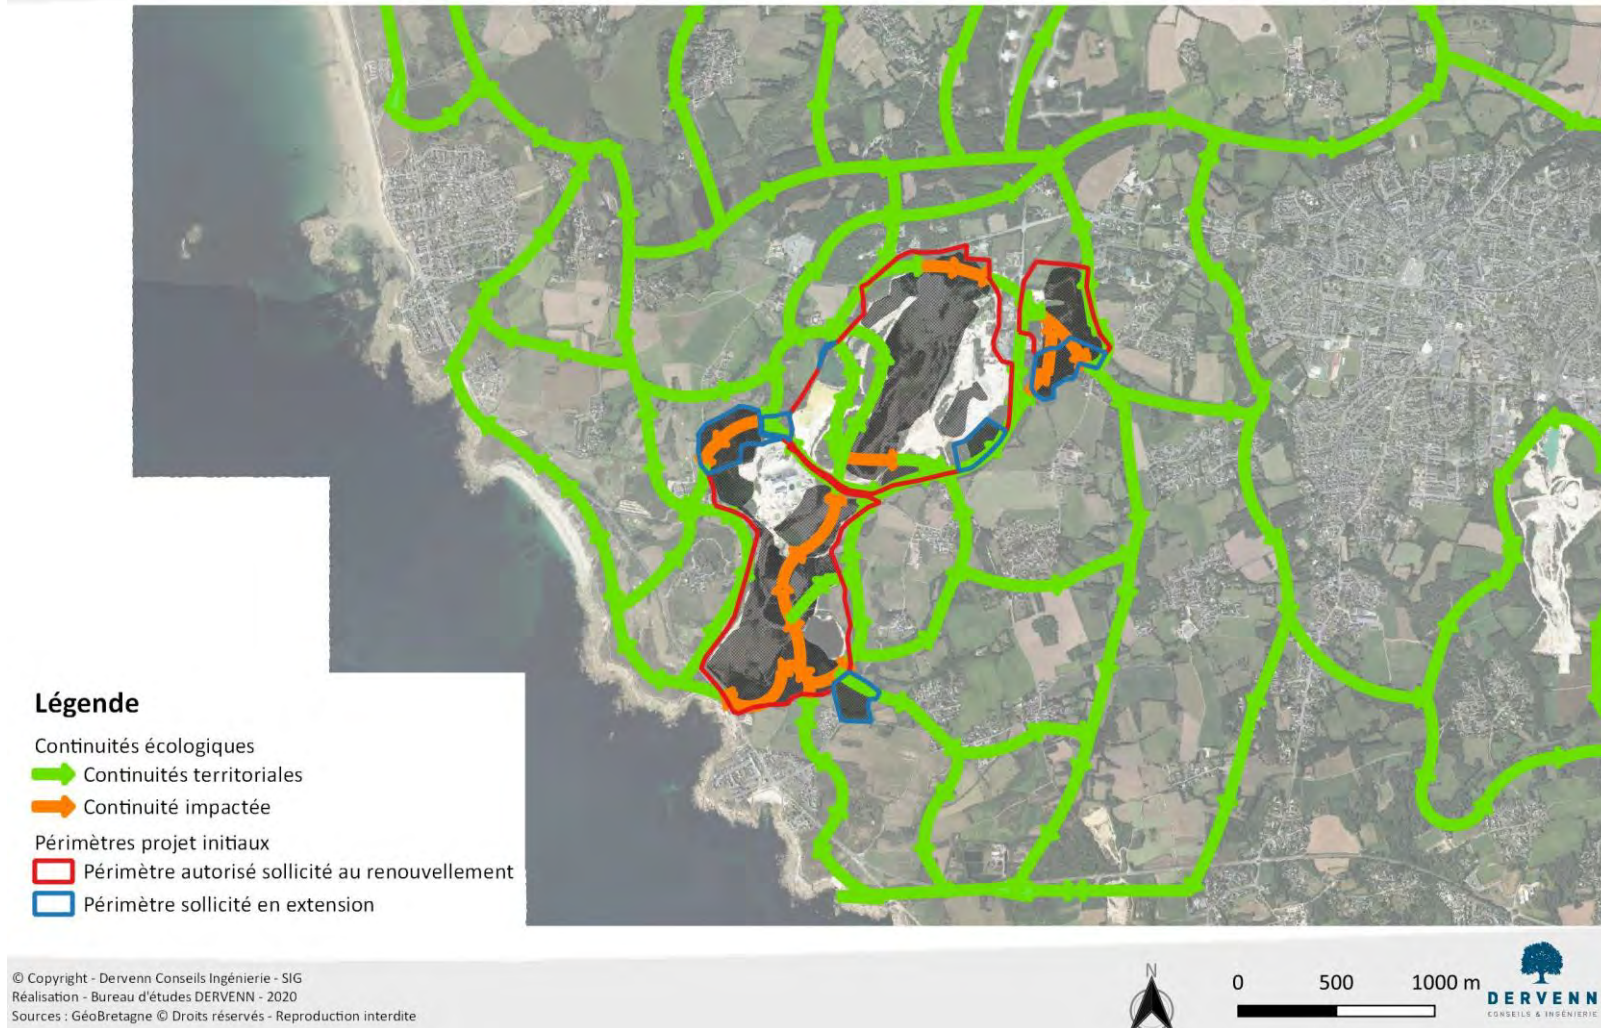 Légende
Continuités écologiques
Continuités territoriales
Continuité impactée
Périmètres projet initiaux
Périmètre autorisé sollicité au renouvellement
Périmètre sollicité en extension
© Copyright - Dervenn Conseils Ingénierie - SIG
Réalisation - Bureau d'études DERVENN - 2020
Sources : GéoBretagne © Droits réservés - Reproduction interdite
N
0 500 1000 m
DERVENN
CONSEILS & INGÉNIERIE